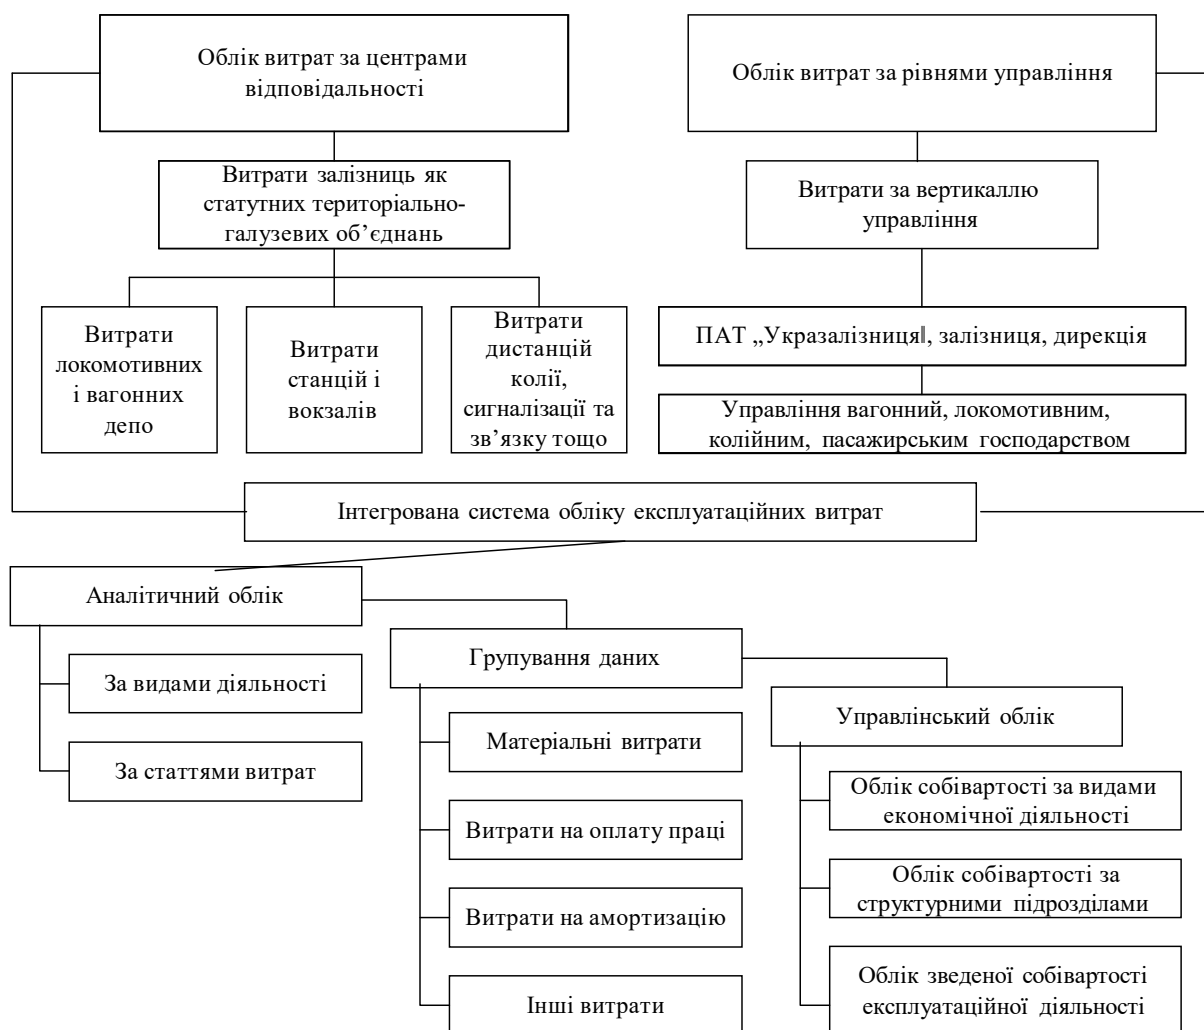 Облік витрат за центрами
відповідальності
Облік витрат за рівнями управління
Витрати залізниць як
статутних територіально-
галузевих об’єднань
Витрати за вертикаллю
управління
Витрати
локомотивних
і вагонних
депо
Витрати
станцій і
вокзалів
Витрати
дистанцій
колії,
сигналізації та
зв’язку тощо
ПАТ „Укразалізниця‖, залізниця, дирекція
Управління вагонний, локомотивним,
колійним, пасажирським господарством
Інтегрована система обліку експлуатаційних витрат
Аналітичний облік
За видами діяльності
За статтями витрат
Групування даних
Матеріальні витрати
Витрати на оплату праці
Витрати на амортизацію
Інші витрати
Управлінський облік
Облік собівартості за видами
економічної діяльності
Облік собівартості за
структурними підрозділами
Облік зведеної собівартості
експлуатаційної діяльності